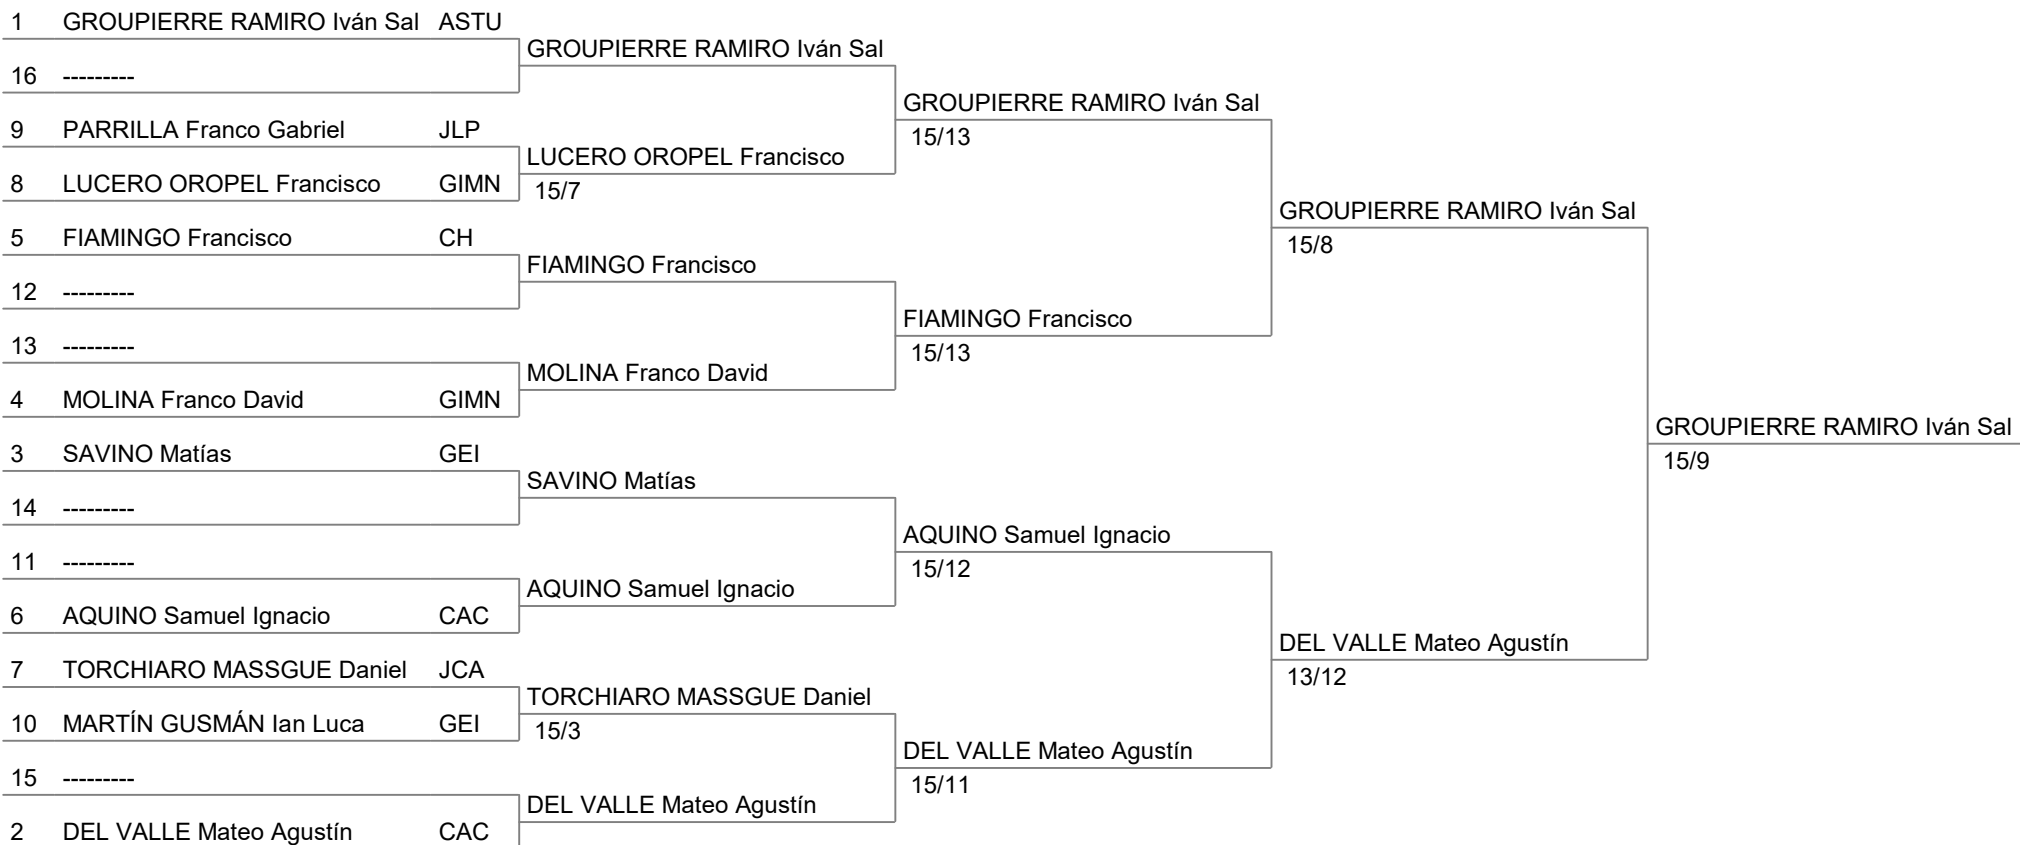 1 GROUPIERRE RAMIRO Iván Sal ASTU
16 ---------
9 PARRILLA Franco Gabriel JLP
8 LUCERO OROPEL Francisco GIMN
5 FIAMINGO Francisco CH
12 ---------
13 ---------
4 MOLINA Franco David GIMN
3 SAVINO Matías GEI
14 ---------
11 ---------
6 AQUINO Samuel Ignacio CAC
7 TORCHIARO MASSGUE Daniel JCA
10 MARTÍN GUSMÁN Ian Luca GEI
15 ---------
2 DEL VALLE Mateo Agustín CAC
GROUPIERRE RAMIRO Iván Sal
LUCERO OROPEL Francisco
15/7
FIAMINGO Francisco
MOLINA Franco David
SAVINO Matías
AQUINO Samuel Ignacio
TORCHIARO MASSGUE Daniel
15/3
DEL VALLE Mateo Agustín
GROUPIERRE RAMIRO Iván Sal
15/13
FIAMINGO Francisco
15/13
AQUINO Samuel Ignacio
15/12
DEL VALLE Mateo Agustín
15/11
GROUPIERRE RAMIRO Iván Sal
15/8
DEL VALLE Mateo Agustín
13/12
GROUPIERRE RAMIRO Iván Sal
15/9